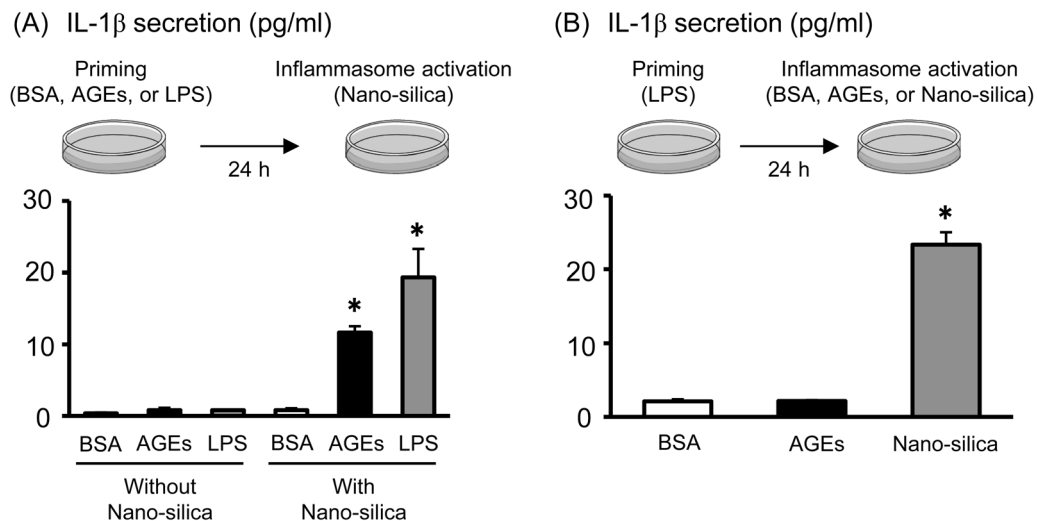 (A) IL-1β secretion (pg/ml)
Priming
(BSA, AGEs, or LPS)
Inflammasome activation
(Nano-silica)
24 h
30
20
10
0
*
*
BSA AGEs LPS BSA AGEs LPS
Without
Nano-silica
With
Nano-silica
(B) IL-1β secretion (pg/ml)
Priming
(LPS)
Inflammasome activation
(BSA, AGEs, or Nano-silica)
24 h
30
20
10
0
*
BSA AGEs Nano-silica